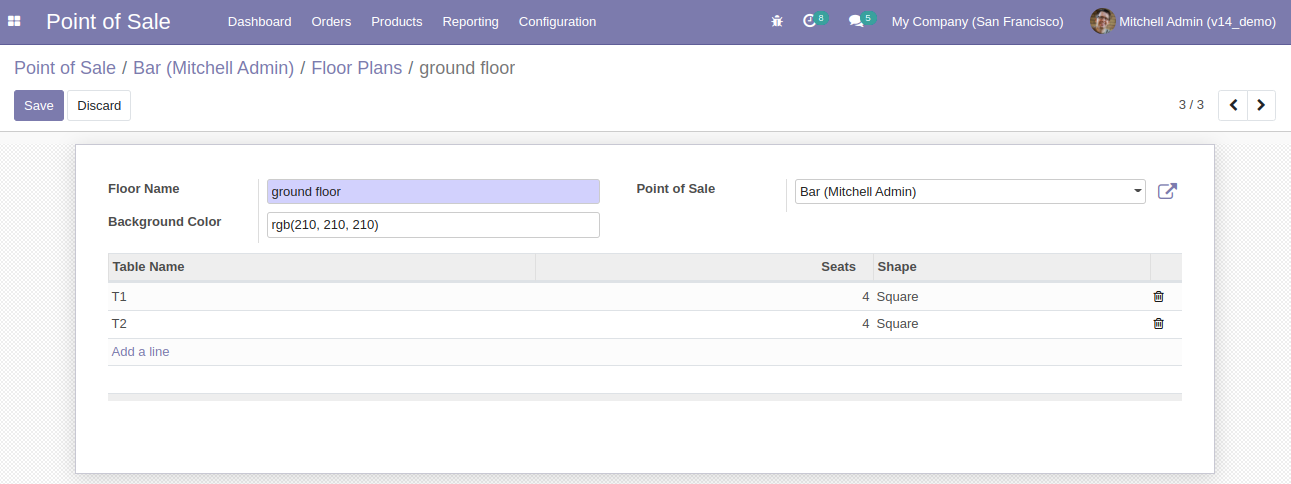 Point of Sale Dashboard Orders Products Reporting Configuration 8 5 My Company (San Francisco) Mitchell Admin (v14_demo)
Point of Sale / Bar (Mitchell Admin) / Floor Plans / ground floor
Save Discard 3 / 3
Floor Name ground floor Point of Sale Bar (Mitchell Admin)
Background Color rgb(210, 210, 210)
Table Name Seats Shape
T1 4 Square
T2 4 Square
Add a line